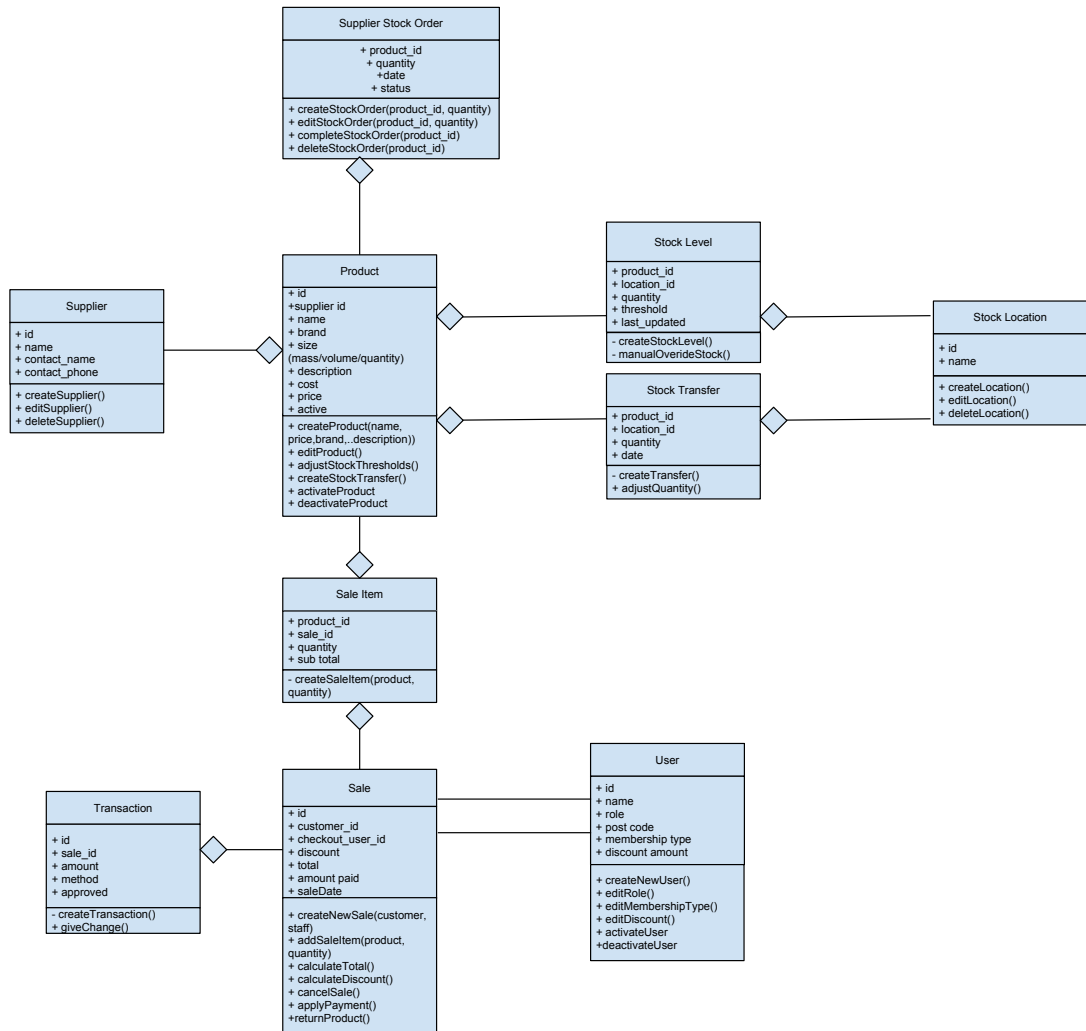 Supplier Stock Order
+ product_id
+ quantity
+date
+ status
+ createStockOrder(product_id, quantity)
+ editStockOrder(product_id, quantity)
+ completeStockOrder(product_id)
+ deleteStockOrder(product_id)
Supplier
+ id
+ name
+ contact_name
+ contact_phone
+ createSupplier()
+ editSupplier()
+ deleteSupplier()
Product
+ id
+supplier id
+ name
+ brand
+ size
(mass/volume/quantity)
+ description
+ cost
+ price
+ active
+ createProduct(name,
price,brand,..description))
+ editProduct()
+ adjustStockThresholds()
+ createStockTransfer()
+ activateProduct
+ deactivateProduct
Stock Level
+ product_id
+ location_id
+ quantity
+ threshold
+ last_updated
- createStockLevel()
- manualOverideStock()
Stock Transfer
+ product_id
+ location_id
+ quantity
+ date
- createTransfer()
+ adjustQuantity()
Stock Location
+ id
+ name
+ createLocation()
+ editLocation()
+ deleteLocation()
Sale Item
+ product_id
+ sale_id
+ quantity
+ sub total
- createSaleItem(product,
quantity)
Transaction
+ id
+ sale_id
+ amount
+ method
+ approved
- createTransaction()
+ giveChange()
Sale
+ id
+ customer_id
+ checkout_user_id
+ discount
+ total
+ amount paid
+ saleDate
+ createNewSale(customer,
staff)
+ addSaleItem(product,
quantity)
+ calculateTotal()
+ calculateDiscount()
+ cancelSale()
+ applyPayment()
+returnProduct()
User
+ id
+ name
+ role
+ post code
+ membership type
+ discount amount
+ createNewUser()
+ editRole()
+ editMembershipType()
+ editDiscount()
+ activateUser
+deactivateUser